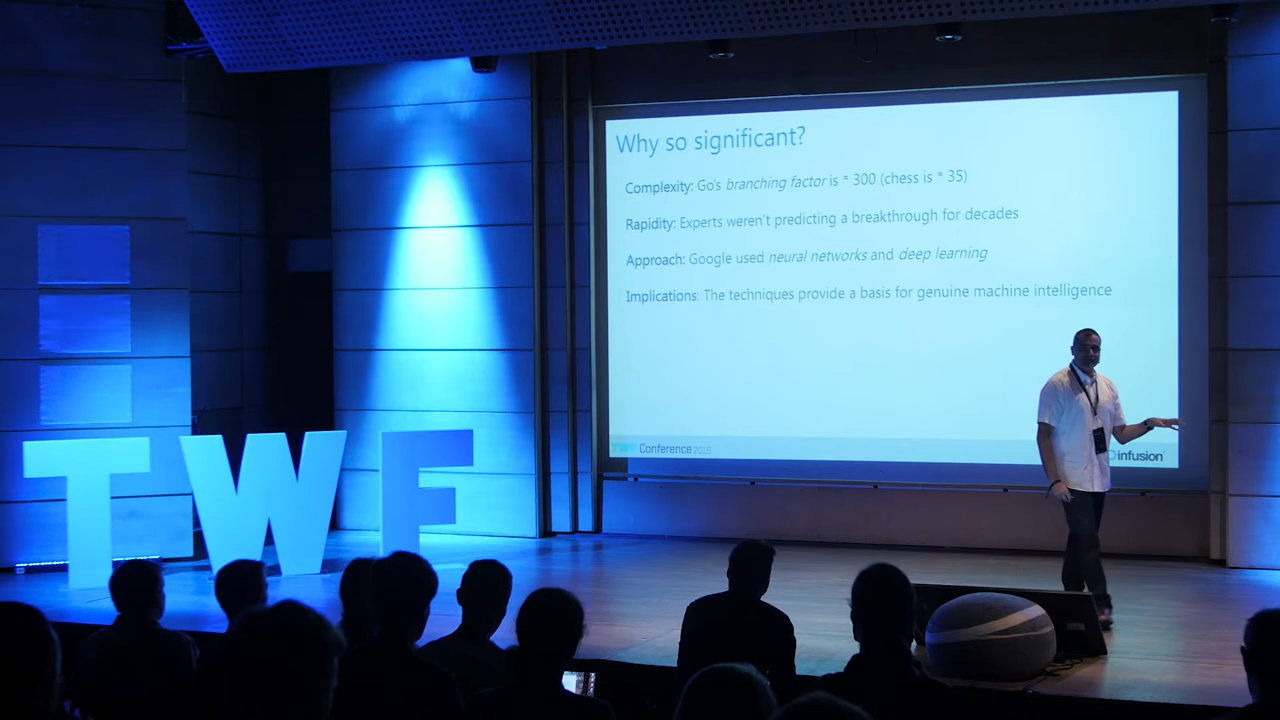 Why so significant?
Complexity: Go's branching factor is * 300 (chess is * 35)
Rapidity: Experts weren't predicting a breakthrough for decades
Approach: Google used neural networks and deep learning
Implications: The techniques provide a basis for genuine machine intelligence
TWF Conference 2016
infusion
TWF